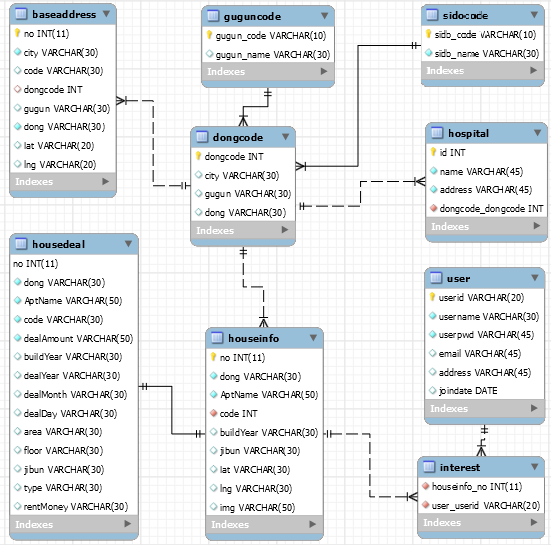 baseaddress
no INT(11)
city VARCHAR(30)
code VARCHAR(30)
dongcode INT
gugun VARCHAR(30)
dong VARCHAR(30)
lat VARCHAR(20)
lng VARCHAR(20)
Indexes
guguncode
gugun_code VARCHAR(10)
gugun_name VARCHAR(30)
Indexes
sidocode
sido_code VARCHAR(10)
sido_name VARCHAR(30)
Indexes
dongcode
dongcode INT
city VARCHAR(30)
gugun VARCHAR(30)
dong VARCHAR(30)
Indexes
hospital
id INT
name VARCHAR(45)
address VARCHAR(45)
dongcode_dongcode INT
Indexes
housedeal
no INT(11)
dong VARCHAR(30)
AptName VARCHAR(50)
code VARCHAR(30)
dealAmount VARCHAR(50)
buildYear VARCHAR(30)
dealYear VARCHAR(30)
dealMonth VARCHAR(30)
dealDay VARCHAR(30)
area VARCHAR(30)
floor VARCHAR(30)
jibun VARCHAR(30)
type VARCHAR(30)
rentMoney VARCHAR(30)
Indexes
houseinfo
no INT(11)
dong VARCHAR(30)
AptName VARCHAR(50)
code INT
buildYear VARCHAR(30)
jibun VARCHAR(30)
lat VARCHAR(30)
lng VARCHAR(30)
img VARCHAR(50)
Indexes
user
userid VARCHAR(20)
username VARCHAR(30)
userpwd VARCHAR(45)
email VARCHAR(45)
address VARCHAR(45)
joindate DATE
Indexes
interest
houseinfo_no INT(11)
user_userid VARCHAR(20)
Indexes